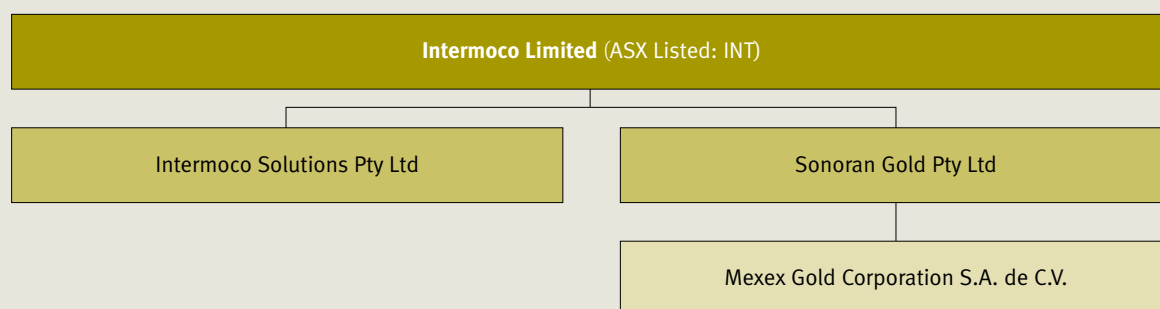 Intermoco Limited (ASX Listed: INT)
Intermoco Solutions Pty Ltd
Sonoran Gold Pty Ltd
Mexex Gold Corporation S.A. de C.V.